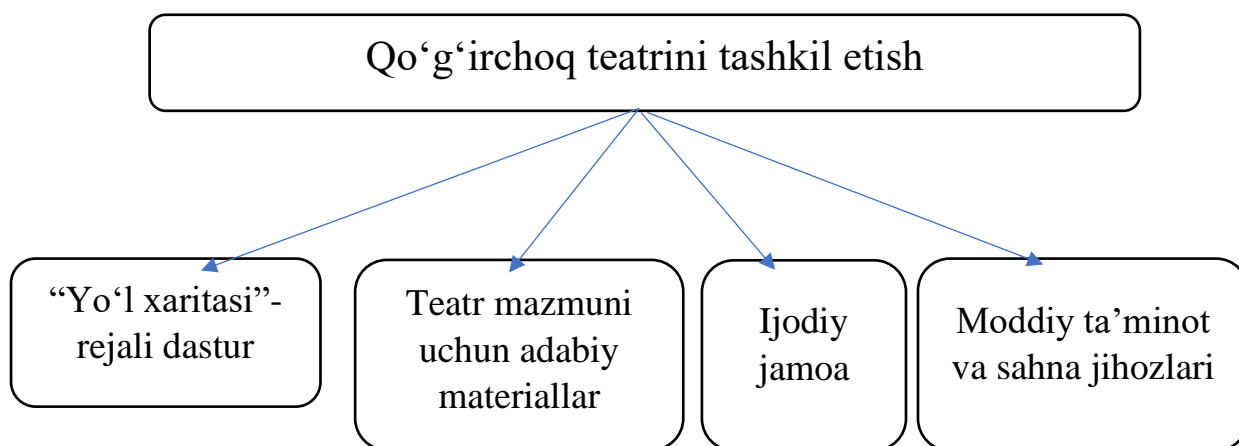 Qo‘g‘irchoq teatrini tashkil etish
“Yo‘l xaritasi”-
rejali dastur
Teatr mazmuni
uchun adabiy
materiallar
Ijodiy
jamoa
Moddiy ta’minot
va sahna jihozlari